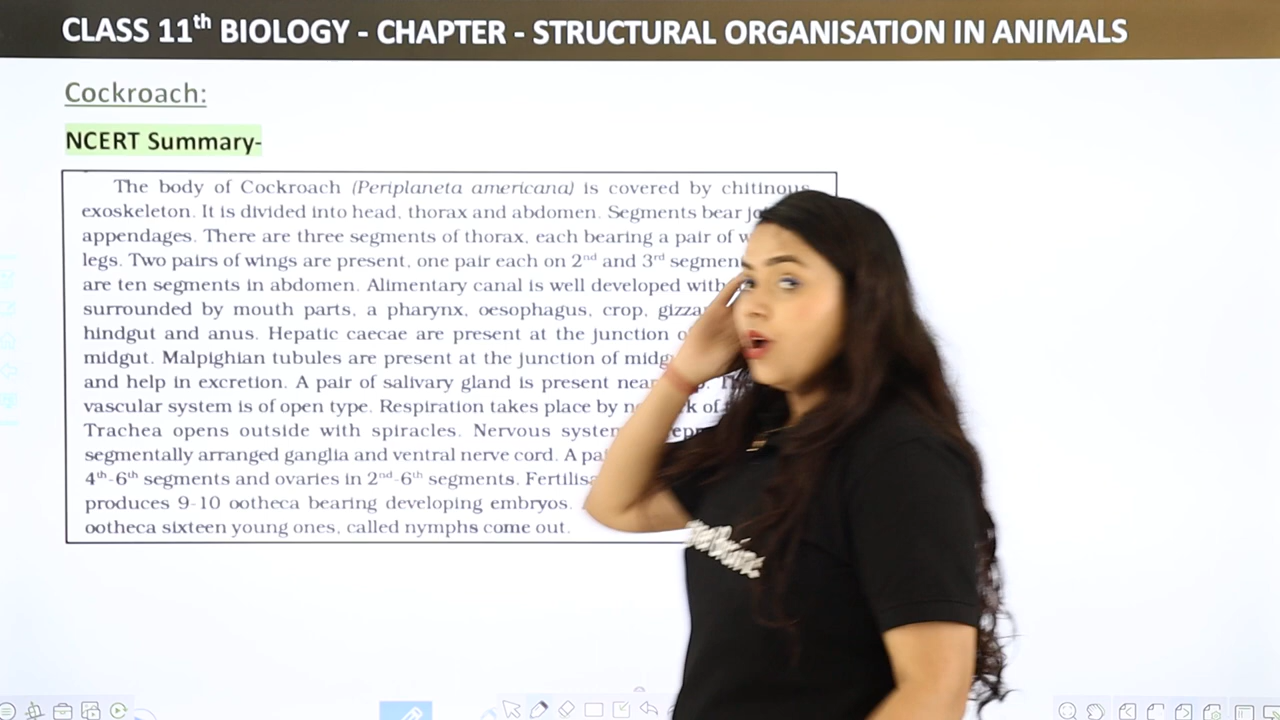 CLASS 11th BIOLOGY - CHAPTER - STRUCTURAL ORGANISATION IN ANIMALS
Cockroach:
NCERT Summary-
The body of Cockroach (Periplaneta americana) is covered by chitinous
exoskeleton. It is divided into head, thorax and abdomen. Segments bear
appendages. There are three segments of thorax, each bearing a pair of
legs. Two pairs of wings are present, one pair each on 2nd and 3rd
are ten segments in abdomen. Alimentary canal is well developed with
surrounded by mouth parts, a pharynx, oesophagus, crop,
hindgut and anus. Hepatic caecae are present at the junction
midgut. Malpighian tubules are present at the junction of
and help in excretion. A pair of salivary gland is present near
vascular system is of open type. Respiration takes place by of
Trachea opens outside with spiracles. Nervous
segmentally arranged ganglia and ventral nerve cord. A
4th-6th segments and ovaries in 2nd-6th segments.
produces 9-10 ootheca bearing developing embryos.
ootheca sixteen young ones, called nymphs come out.